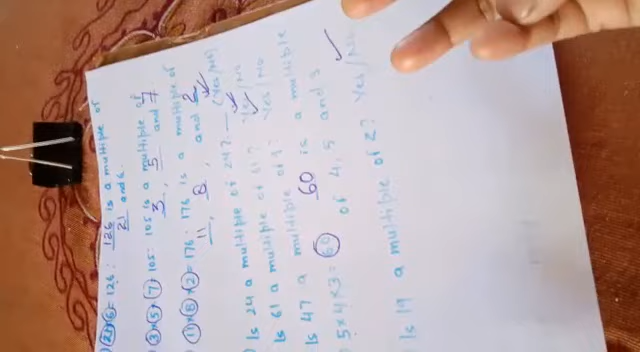 ) 21×6 = 126 : 126 is a multiple of
21 and 6.
) 3×5×7) 105: 105 is a multiple of
3, 5 and 7
) 11×8×2 = 176: 176 is a multiple of
11, 8, and 2
) Is 24 a multiple of 24? (Yes/No)
Is 61 a multiple of 11? Yes/No
Is 47 a multiple of 9? Yes/No
) 5×4×3 = 60 60 is a multiple
of 4, 5 and 3
) Is 19 a multiple of 2? Yes/No